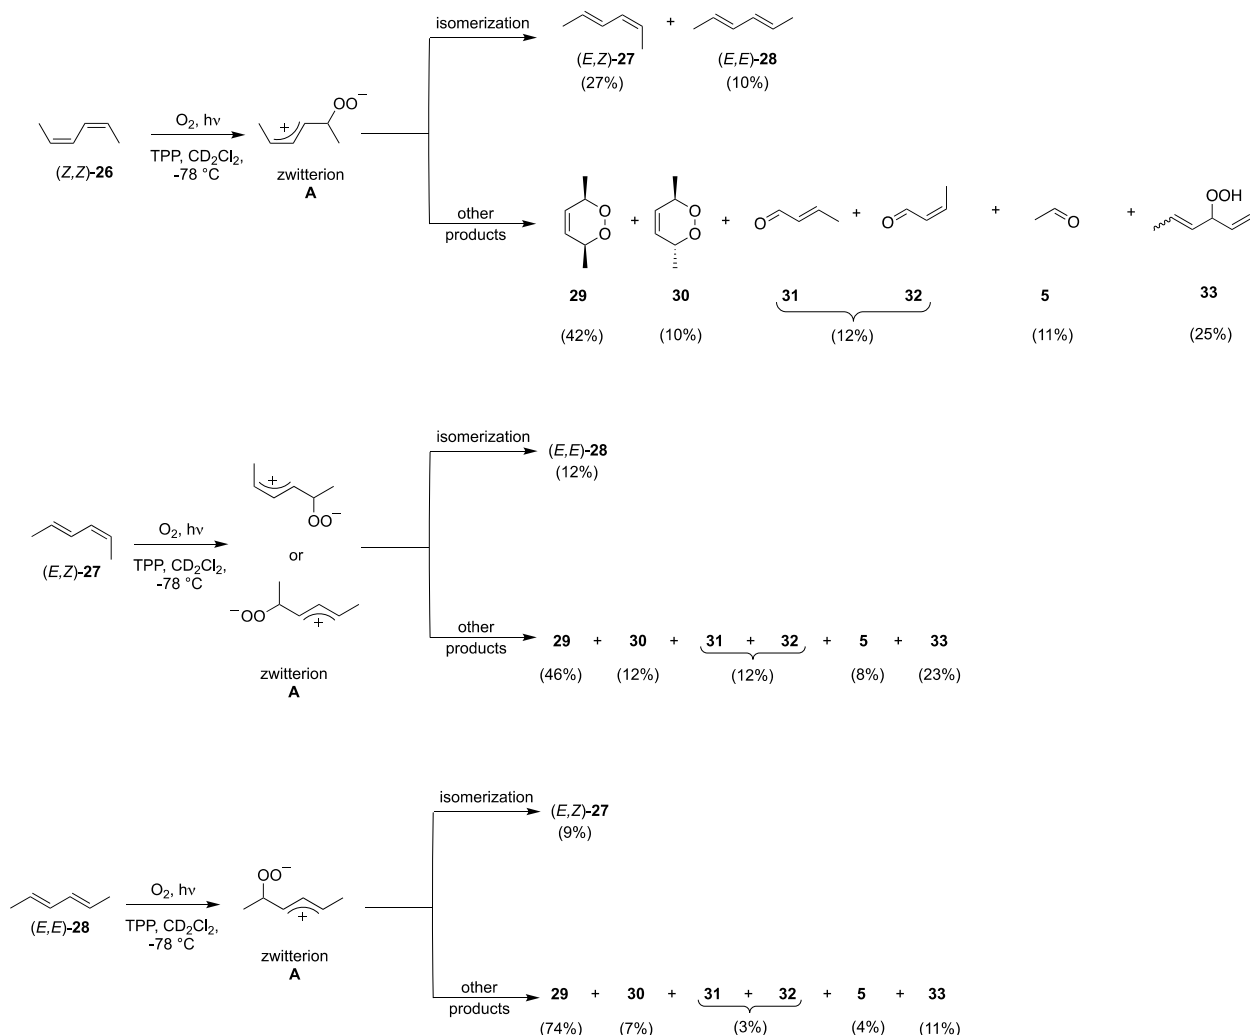 isomerization
+
(E,Z)-27
(E,E)-28
(27%)
(10%)
OO−
+
O2, hν
TPP, CD2Cl2,
-78 °C
(Z,Z)-26
zwitterion
A
other
products
O
O
+
O
O
+
O
+
O
+
O
+
OOH
29
30
31
32
5
33
(42%)
(10%)
(12%)
(11%)
(25%)
isomerization
(E,E)-28
(12%)
+
OO−
or
−OO
+
O2, hν
TPP, CD2Cl2,
-78 °C
(E,Z)-27
zwitterion
A
other
products
29 + 30 + 31 + 32 + 5 + 33
(46%) (12%) (12%) (8%) (23%)
isomerization
(E,Z)-27
(9%)
OO−
+
O2, hν
TPP, CD2Cl2,
-78 °C
(E,E)-28
zwitterion
A
other
products
29 + 30 + 31 + 32 + 5 + 33
(74%) (7%) (3%) (4%) (11%)